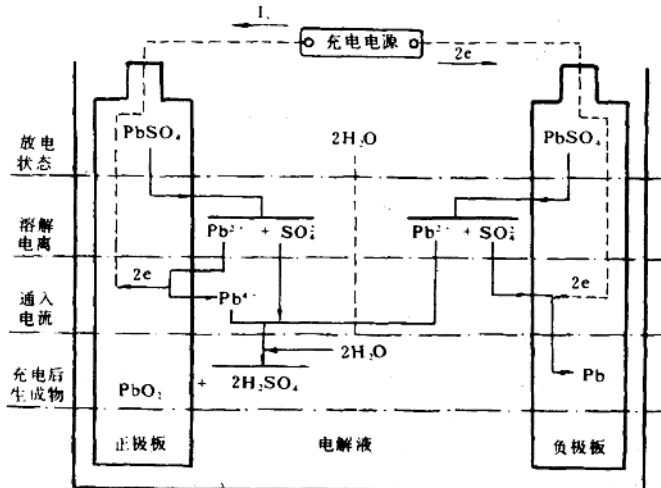 I.
充电电源
2e
PbSO₄
2H₂O
PbSO₄
放电
状态
Pb²⁺ + SO₄²⁻
Pb²⁺ + SO₄²⁻
溶解
电离
2e
2e
Pb⁴⁺
通入
电流
2H₂O
Pb
充电后
生成物
PbO₂
+
2H₂SO₄
正极板
电解液
负极板